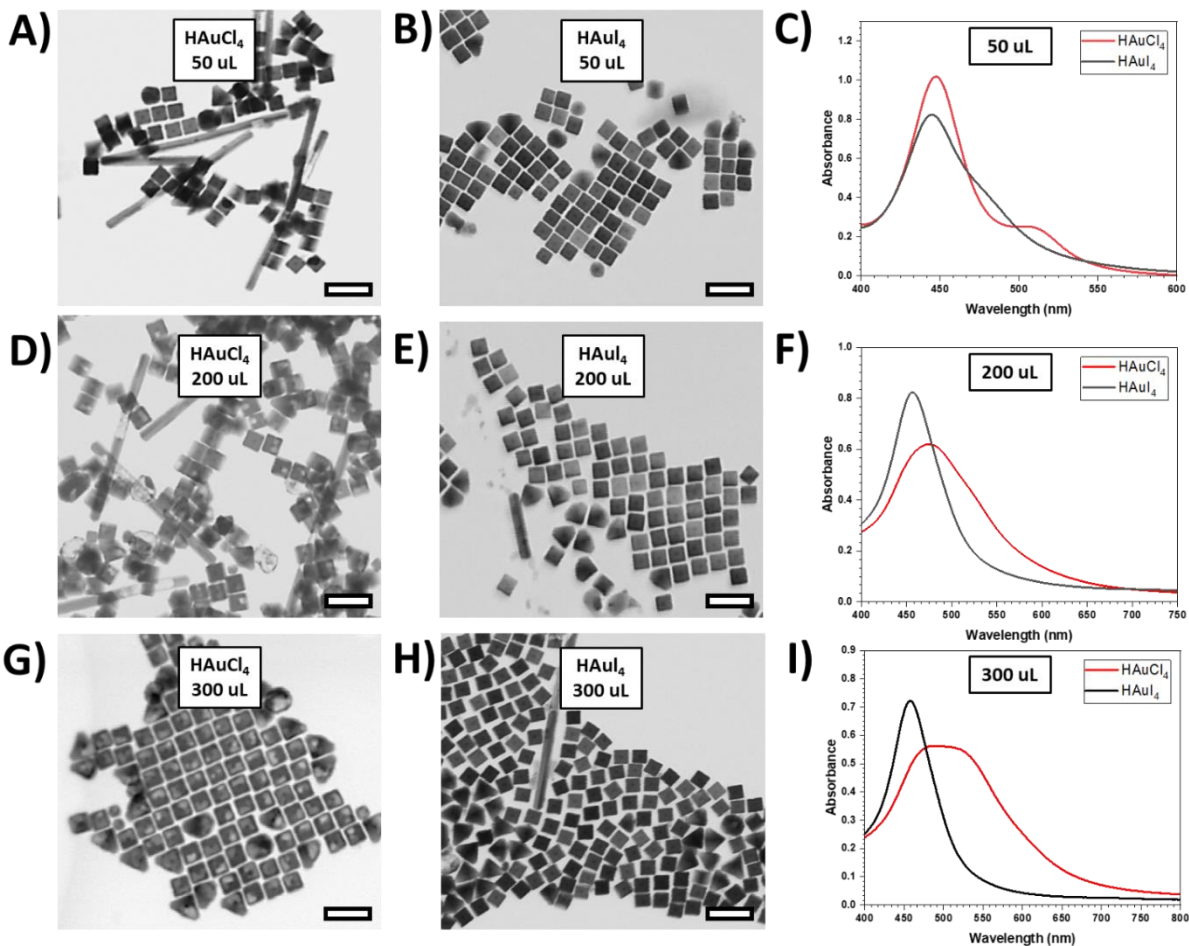 A)
HAuCl₄
50 uL
B)
HAuI₄
50 uL
C)
50 uL
HAuCl₄
HAuI₄
Absorbance
1.2
1.0
0.8
0.6
0.4
0.2
0.0
400
450
500
550
600
Wavelength (nm)
D)
HAuCl₄
200 uL
E)
HAuI₄
200 uL
F)
200 uL
HAuCl₄
HAuI₄
Absorbance
1.0
0.8
0.6
0.4
0.2
0.0
400
450
500
550
600
650
700
750
Wavelength (nm)
G)
HAuCl₄
300 uL
H)
HAuI₄
300 uL
I)
300 uL
HAuCl₄
HAuI₄
Absorbance
0.9
0.8
0.7
0.6
0.5
0.4
0.3
0.2
0.1
0.0
400
450
500
550
600
650
700
750
800
Wavelength (nm)